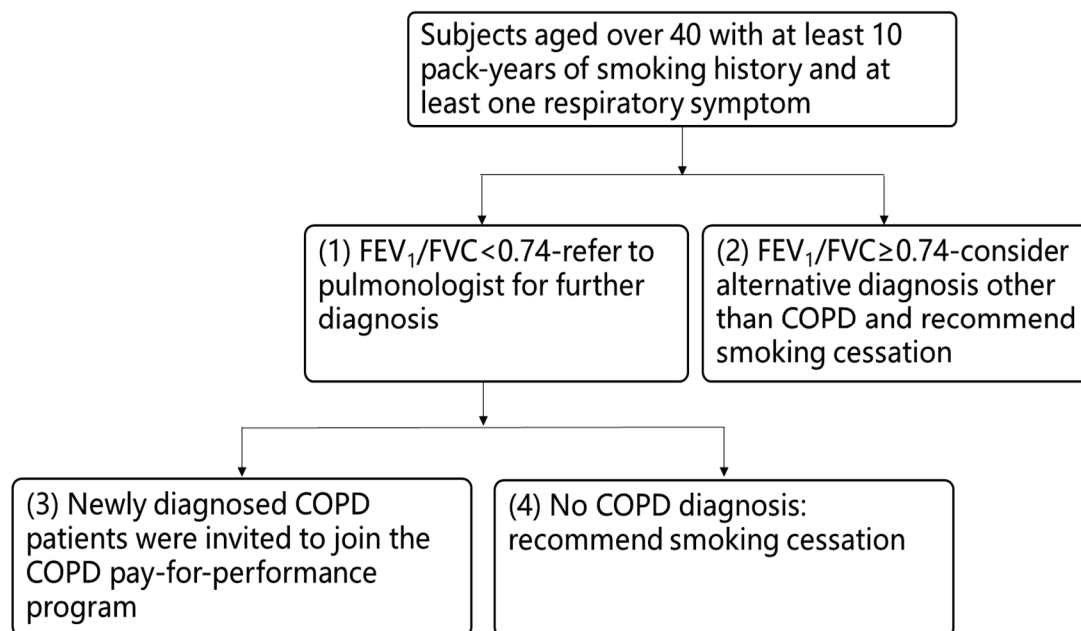 Subjects aged over 40 with at least 10
pack-years of smoking history and at
least one respiratory symptom
(1) FEV₁/FVC<0.74-refer to
pulmonologist for further
diagnosis
(2) FEV₁/FVC≥0.74-consider
alternative diagnosis other
than COPD and recommend
smoking cessation
(3) Newly diagnosed COPD
patients were invited to join the
COPD pay-for-performance
program
(4) No COPD diagnosis:
recommend smoking cessation